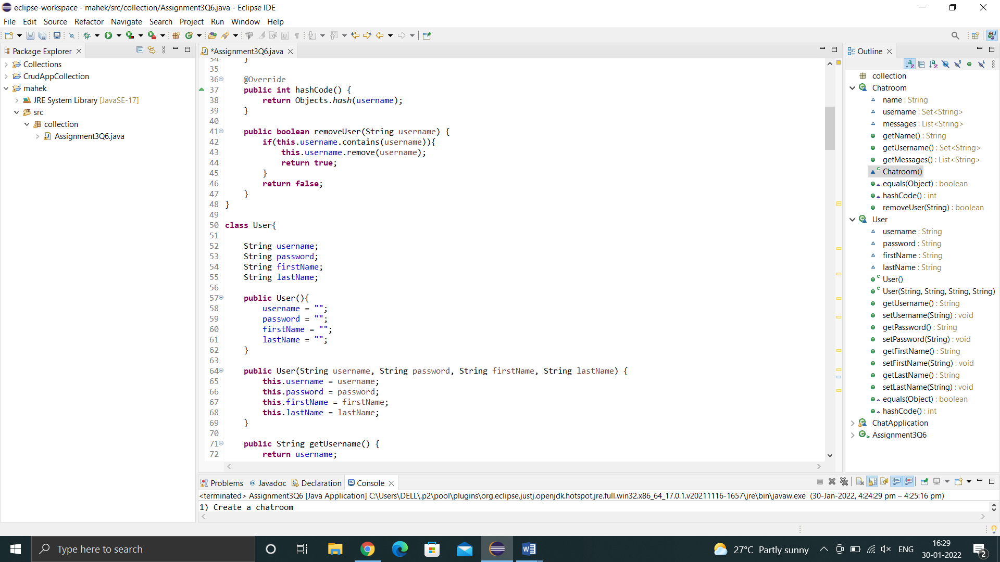 eclipse-workspace - mahek/src/collection/Assignment3Q6.java - Eclipse IDE
File Edit Source Refactor Navigate Search Project Run Window Help
Package Explorer
Collections
CrudAppCollection
mahek
JRE System Library [JavaSE-17]
src
collection
Assignment3Q6.java
*Assignment3Q6.java
34 }
35
36 @Override
37 public int hashCode() {
38 return Objects.hash(username);
39 }
40
41 public boolean removeUser(String username) {
42 if(this.username.contains(username)){
43 this.username.remove(username);
44 return true;
45 }
46 return false;
47 }
48 }
49
50 class User{
51
52 String username;
53 String password;
54 String firstName;
55 String lastName;
56
57 public User(){
58 username = "";
59 password = "";
60 firstName = "";
61 lastName = "";
62 }
63
64 public User(String username, String password, String firstName, String lastName) {
65 this.username = username;
66 this.password = password;
67 this.firstName = firstName;
68 this.lastName = lastName;
69 }
70
71 public String getUsername() {
72 return username;
Outline
collection
Chatroom
name : String
username : Set<String>
messages : List<String>
getName() : String
getUsername() : Set<String>
getMessages() : List<String>
Chatroom()
equals(Object) : boolean
hashCode() : int
removeUser(String) : boolean
User
username : String
password : String
firstName : String
lastName : String
User()
User(String, String, String, String)
getUsername() : String
setUsername(String) : void
getPassword() : String
setPassword(String) : void
getFirstName() : String
setFirstName(String) : void
getLastName() : String
setLastName(String) : void
equals(Object) : boolean
hashCode() : int
ChatApplication
Assignment3Q6
Problems Javadoc Declaration Console
<terminated> Assignment3Q6 [Java Application] C:\Users\DELL\.p2\pool\plugins\org.eclipse.justj.openjdk.hotspot.jre.full.win32.x86_64_17.0.1.v20211116-1657\jre\bin\javaw.exe (30-Jan-2022, 4:24:29 pm – 4:25:16 pm)
1) Create a chatroom
Type here to search
27°C Partly sunny
ENG
16:29
30-01-2022
2